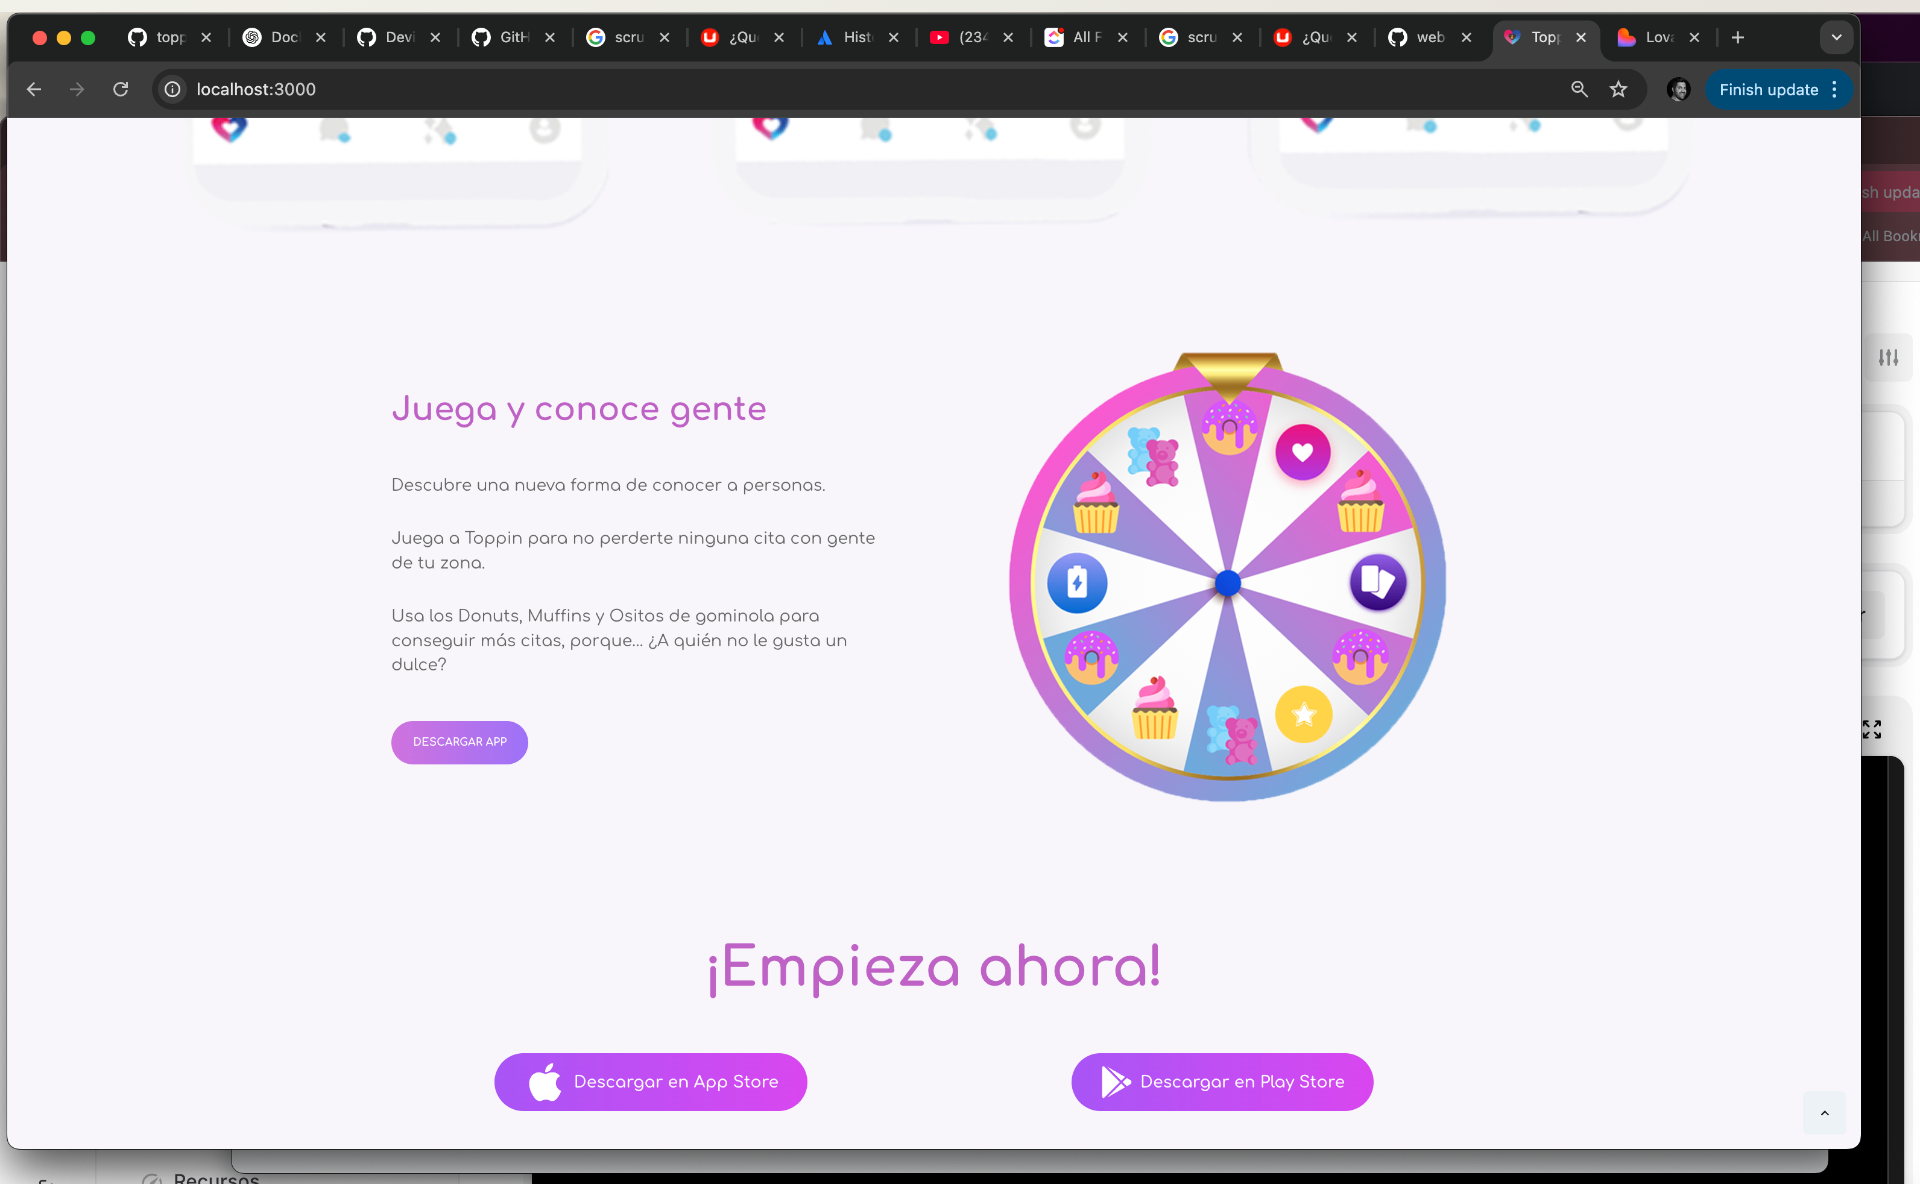 topp
Doc
Devi
GitH
scru
¿Qu
Hist
(234
All F
scru
¿Qu
web
Topp
Lova
localhost:3000
Finish update
sh upda
All Book
Juega y conoce gente
Descubre una nueva forma de conocer a personas.
Juega a Toppin para no perderte ninguna cita con gente
de tu zona.
Usa los Donuts, Muffins y Ositos de gominola para
conseguir más citas, porque... ¿A quién no le gusta un
dulce?
DESCARGAR APP
¡Empieza ahora!
Descargar en App Store
Descargar en Play Store
Recursos